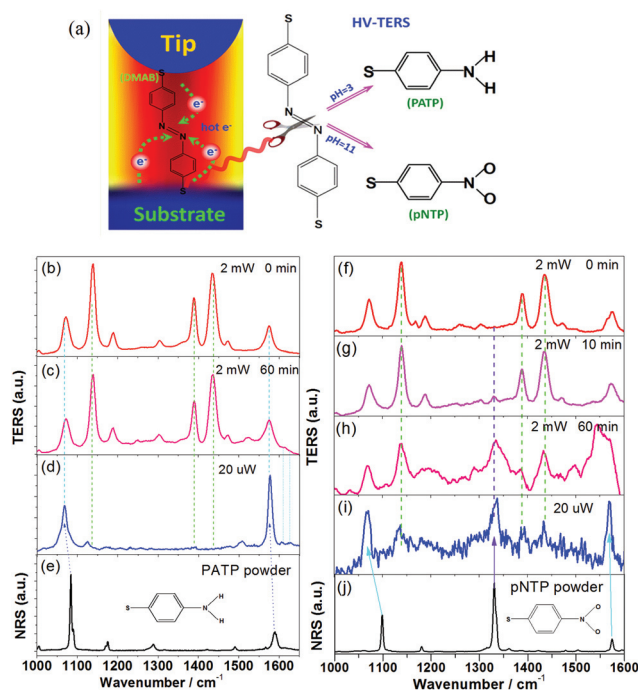 (a)
HV-TERS
Tip
S
(DMAB)
e⁻
N
N
hot e⁻
e⁻
e⁻
S
Substrate
S
N
N
S
pH=3
pH=11
S
N
H
H
(PATP)
S
N
O
O
(pNTP)
(b) 2 mW 0 min
(c) 2 mW 60 min
TERS (a.u.)
(d) 20 uW
(e) PATP powder
S
N
H
H
NRS (a.u.)
1000 1100 1200 1300 1400 1500 1600
Wavenumber / cm⁻¹
(f) 2 mW 0 min
(g) 2 mW 10 min
(h) 2 mW 60 min
TERS (a.u.)
(i) 20 uW
(j) pNTP powder
S
N
O
O
NRS (a.u.)
1000 1100 1200 1300 1400 1500 1600
Wavenumber / cm⁻¹